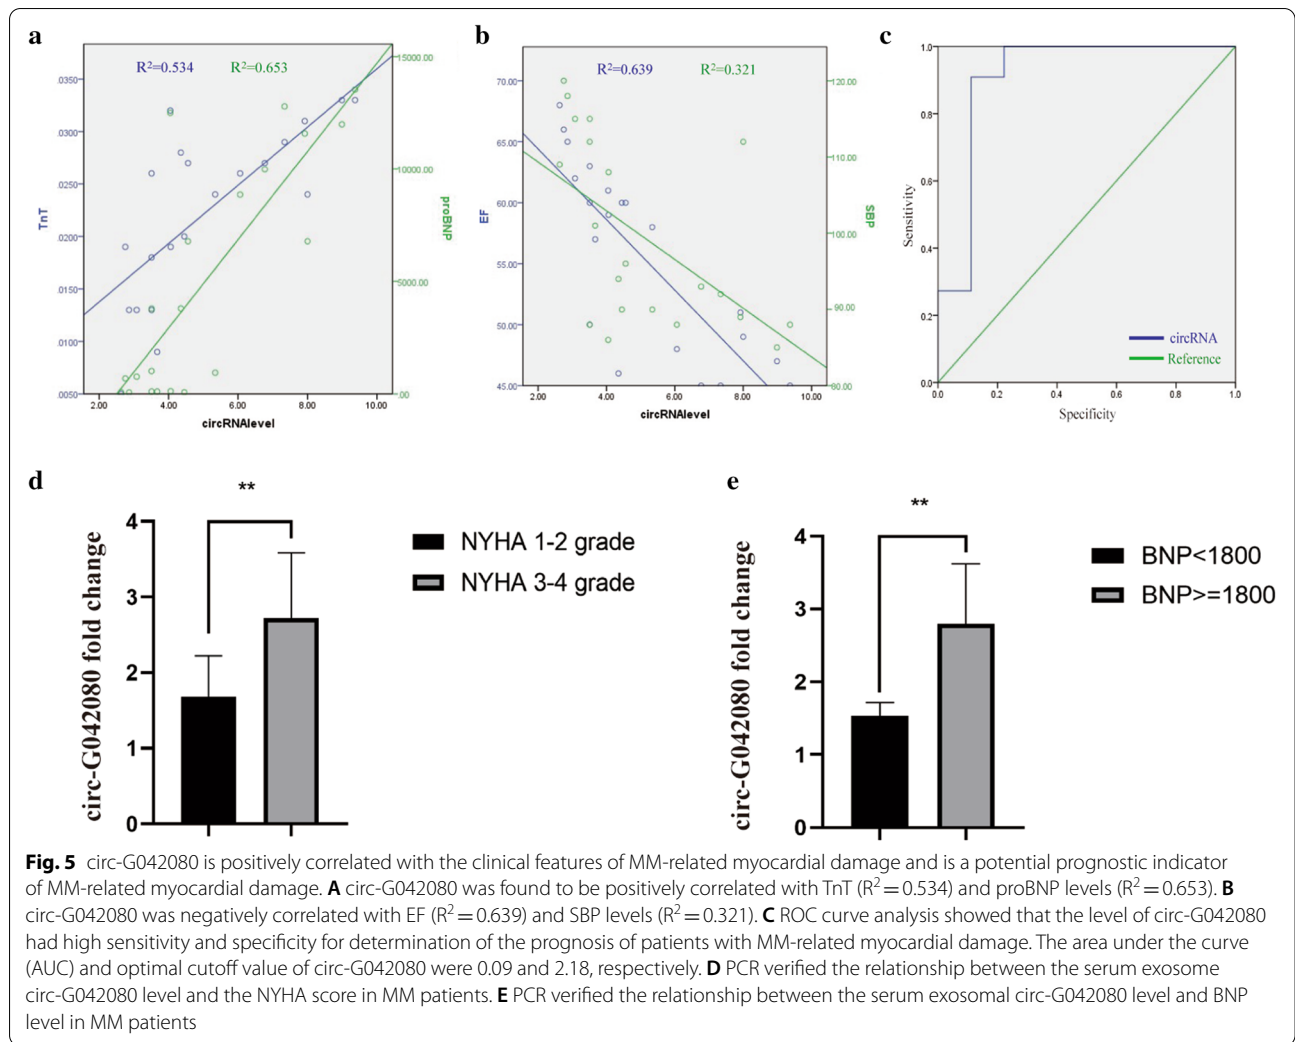 a
R²=0.534 R²=0.653
.0350
.0300
.0250
.0200
.0150
.0100
.0050
TnT
15000.00
10000.00
5000.00
.00
proBNP
2.00 4.00 6.00 8.00 10.00
circRNAlevel
b
R²=0.639 R²=0.321
70.00
65.00
60.00
55.00
50.00
45.00
EF
120.00
110.00
100.00
90.00
80.00
SBP
2.00 4.00 6.00 8.00 10.00
circRNAlevel
c
1.0
0.8
0.6
0.4
0.2
0.0
Sensitivity
circRNA
Reference
0.0 0.2 0.4 0.6 0.8 1.0
Specificity
d
**
4
3
2
1
0
circ-G042080 fold change
NYHA 1-2 grade
NYHA 3-4 grade
e
**
4
3
2
1
0
circ-G042080 fold change
BNP<1800
BNP>=1800
Fig. 5 circ-G042080 is positively correlated with the clinical features of MM-related myocardial damage and is a potential prognostic indicator
of MM-related myocardial damage. A circ-G042080 was found to be positively correlated with TnT (R² = 0.534) and proBNP levels (R² = 0.653). B
circ-G042080 was negatively correlated with EF (R² = 0.639) and SBP levels (R² = 0.321). C ROC curve analysis showed that the level of circ-G042080
had high sensitivity and specificity for determination of the prognosis of patients with MM-related myocardial damage. The area under the curve
(AUC) and optimal cutoff value of circ-G042080 were 0.09 and 2.18, respectively. D PCR verified the relationship between the serum exosome
circ-G042080 level and the NYHA score in MM patients. E PCR verified the relationship between the serum exosomal circ-G042080 level and BNP
level in MM patients